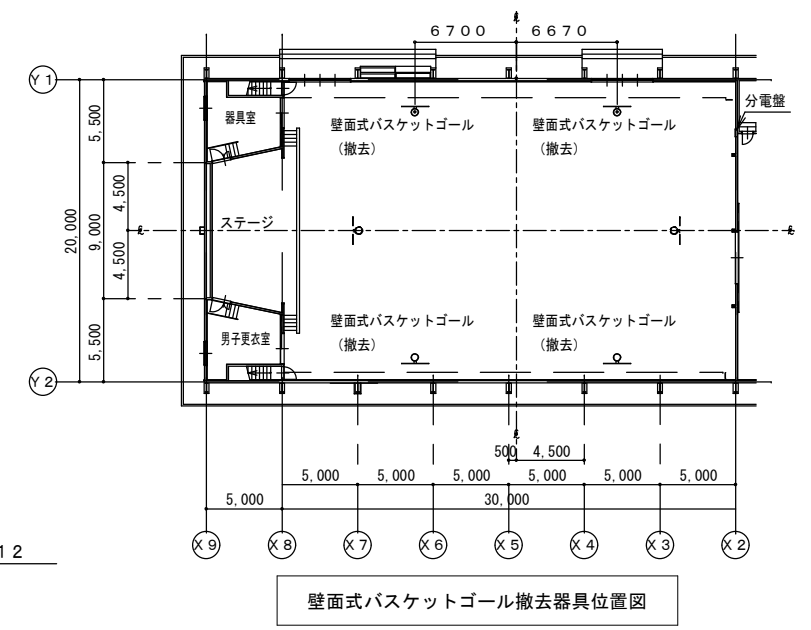 ℄
６７００ ６６７０
Y1
分電盤
器具室
壁面式バスケットゴール
（撤去）
壁面式バスケットゴール
（撤去）
5,500
4,500
ステージ
℄
℄
20,000
9,000
4,500
壁面式バスケットゴール
（撤去）
壁面式バスケットゴール
（撤去）
男子更衣室
5,500
Y2
℄
500 4,500
5,000 5,000 5,000 5,000 5,000 5,000
5,000 30,000
X9 X8 X7 X6 X5 X4 X3 X2
12
壁面式バスケットゴール撤去器具位置図